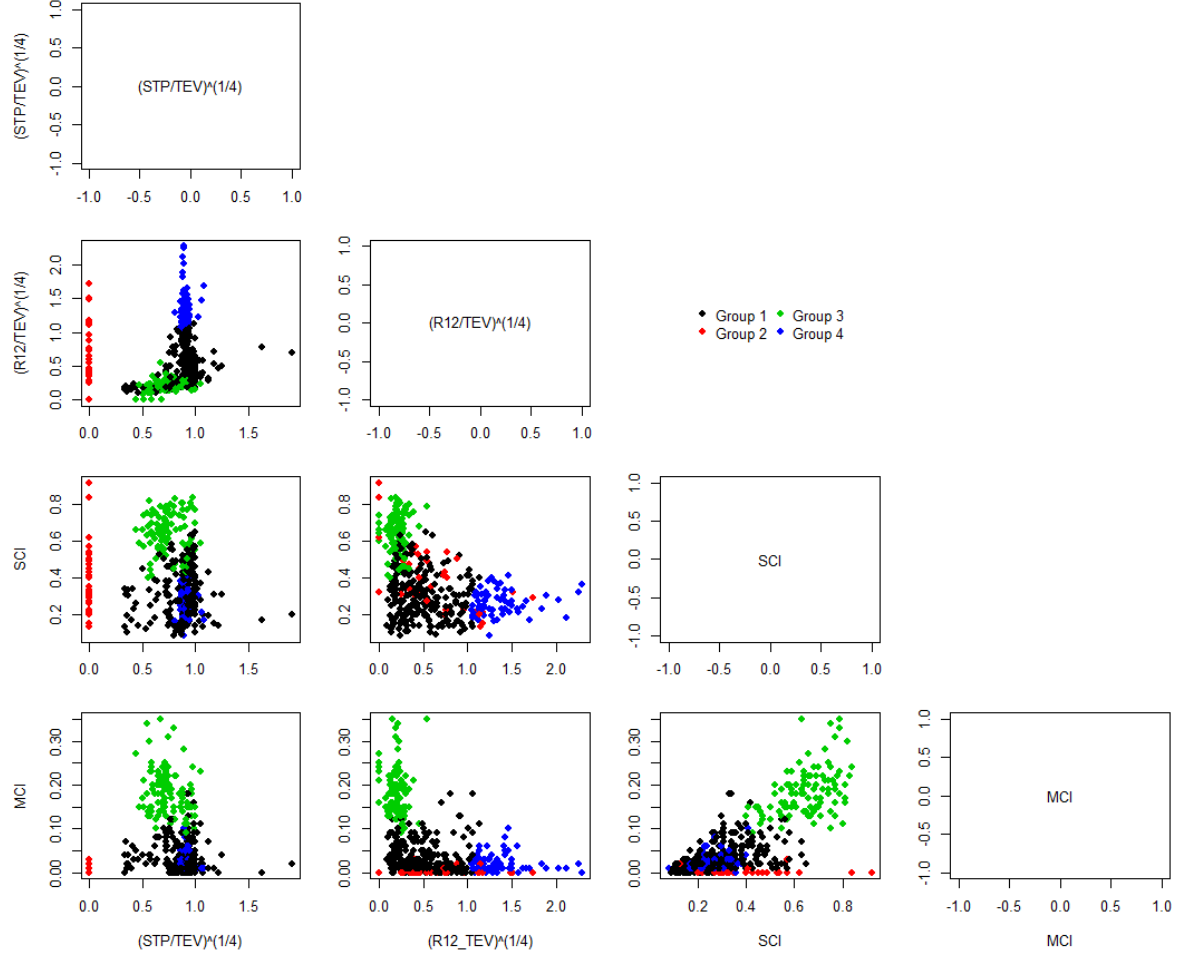 (STP/TEV)^(1/4)
-1.0 -0.5 0.0 0.5 1.0
(STP/TEV)^(1/4)
-1.0 -0.5 0.0 0.5 1.0
(R12/TEV)^(1/4)
0.0 0.5 1.0 1.5 2.0
0.0 0.5 1.0 1.5
-1.0 -0.5 0.0 0.5 1.0
(R12/TEV)^(1/4)
-1.0 -0.5 0.0 0.5 1.0
Group 1 Group 3
Group 2 Group 4
SCI
0.2 0.4 0.6 0.8
0.0 0.5 1.0 1.5
0.2 0.4 0.6 0.8
0.0 0.5 1.0 1.5 2.0
-1.0 -0.5 0.0 0.5 1.0
SCI
-1.0 -0.5 0.0 0.5 1.0
MCI
0.00 0.10 0.20 0.30
0.0 0.5 1.0 1.5
(STP/TEV)^(1/4)
0.00 0.10 0.20 0.30
0.0 0.5 1.0 1.5 2.0
(R12_TEV)^(1/4)
0.00 0.10 0.20 0.30
0.2 0.4 0.6 0.8
SCI
-1.0 -0.5 0.0 0.5 1.0
MCI
-1.0 -0.5 0.0 0.5 1.0
MCI